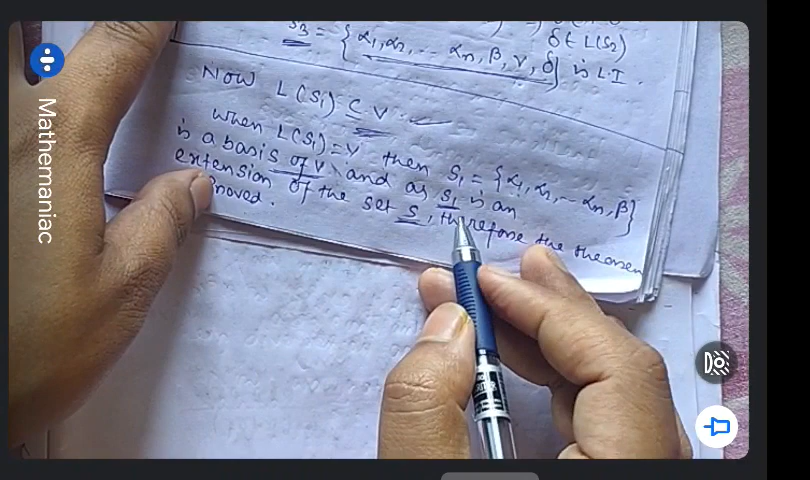 δ ∈ L(S₂)
S₃ = {α₁, α₂, .. αₙ, β, γ, δ} is L.I.
Now L(S₁) ⊆ V
when L(S₁) = V then S₁ = {α₁, α₂, .. αₙ, β}
is a basis of V and as S₁ is an
extension of the set S, therefore the theorem
proved.
Mathemaniac